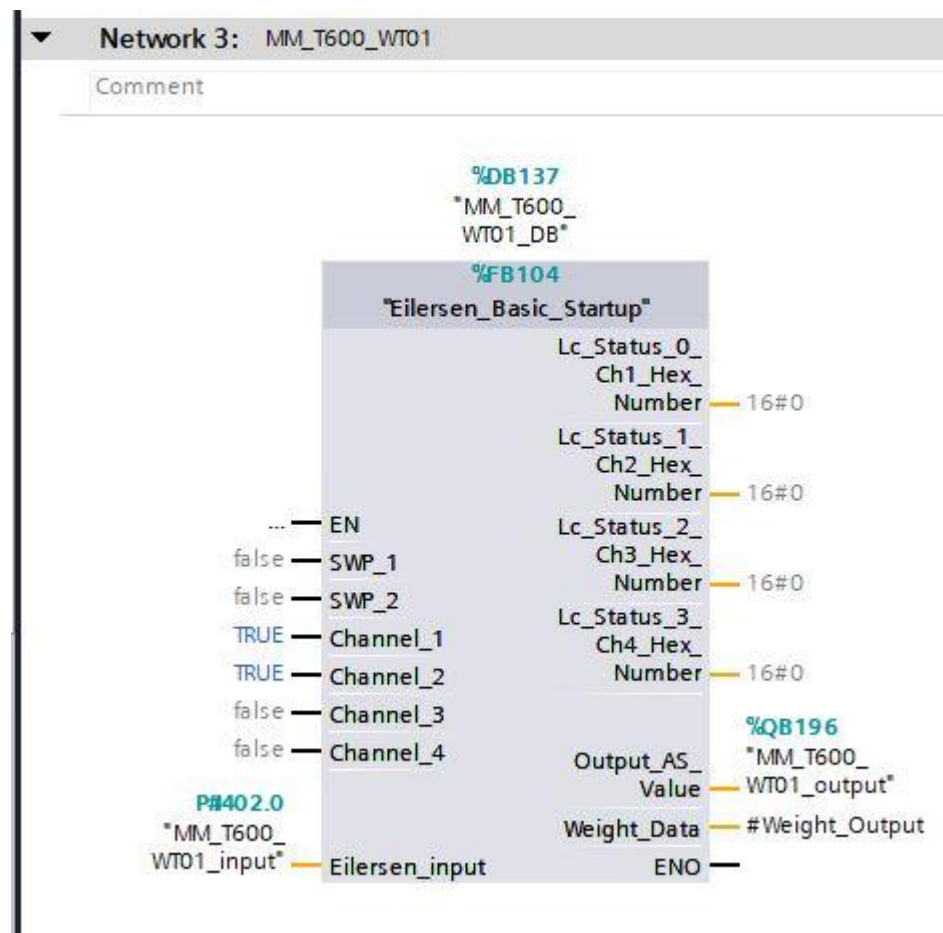 Network 3: MM_T600_WT01
Comment
%DB137
"MM_T600_
WT01_DB"
%FB104
"Eilersen_Basic_Startup"
Lc_Status_0_
Ch1_Hex_
Number
16#0
Lc_Status_1_
Ch2_Hex_
Number
16#0
... EN
Lc_Status_2_
Ch3_Hex_
Number
16#0
false SWP_1
false SWP_2
TRUE Channel_1
TRUE Channel_2
false Channel_3
false Channel_4
Lc_Status_3_
Ch4_Hex_
Number
16#0
%QB196
"MM_T600_
WT01_output"
Output_AS_
Value
Weight_Data
#Weight_Output
P#I402.0
"MM_T600_
WT01_input"
Eilersen_input
ENO